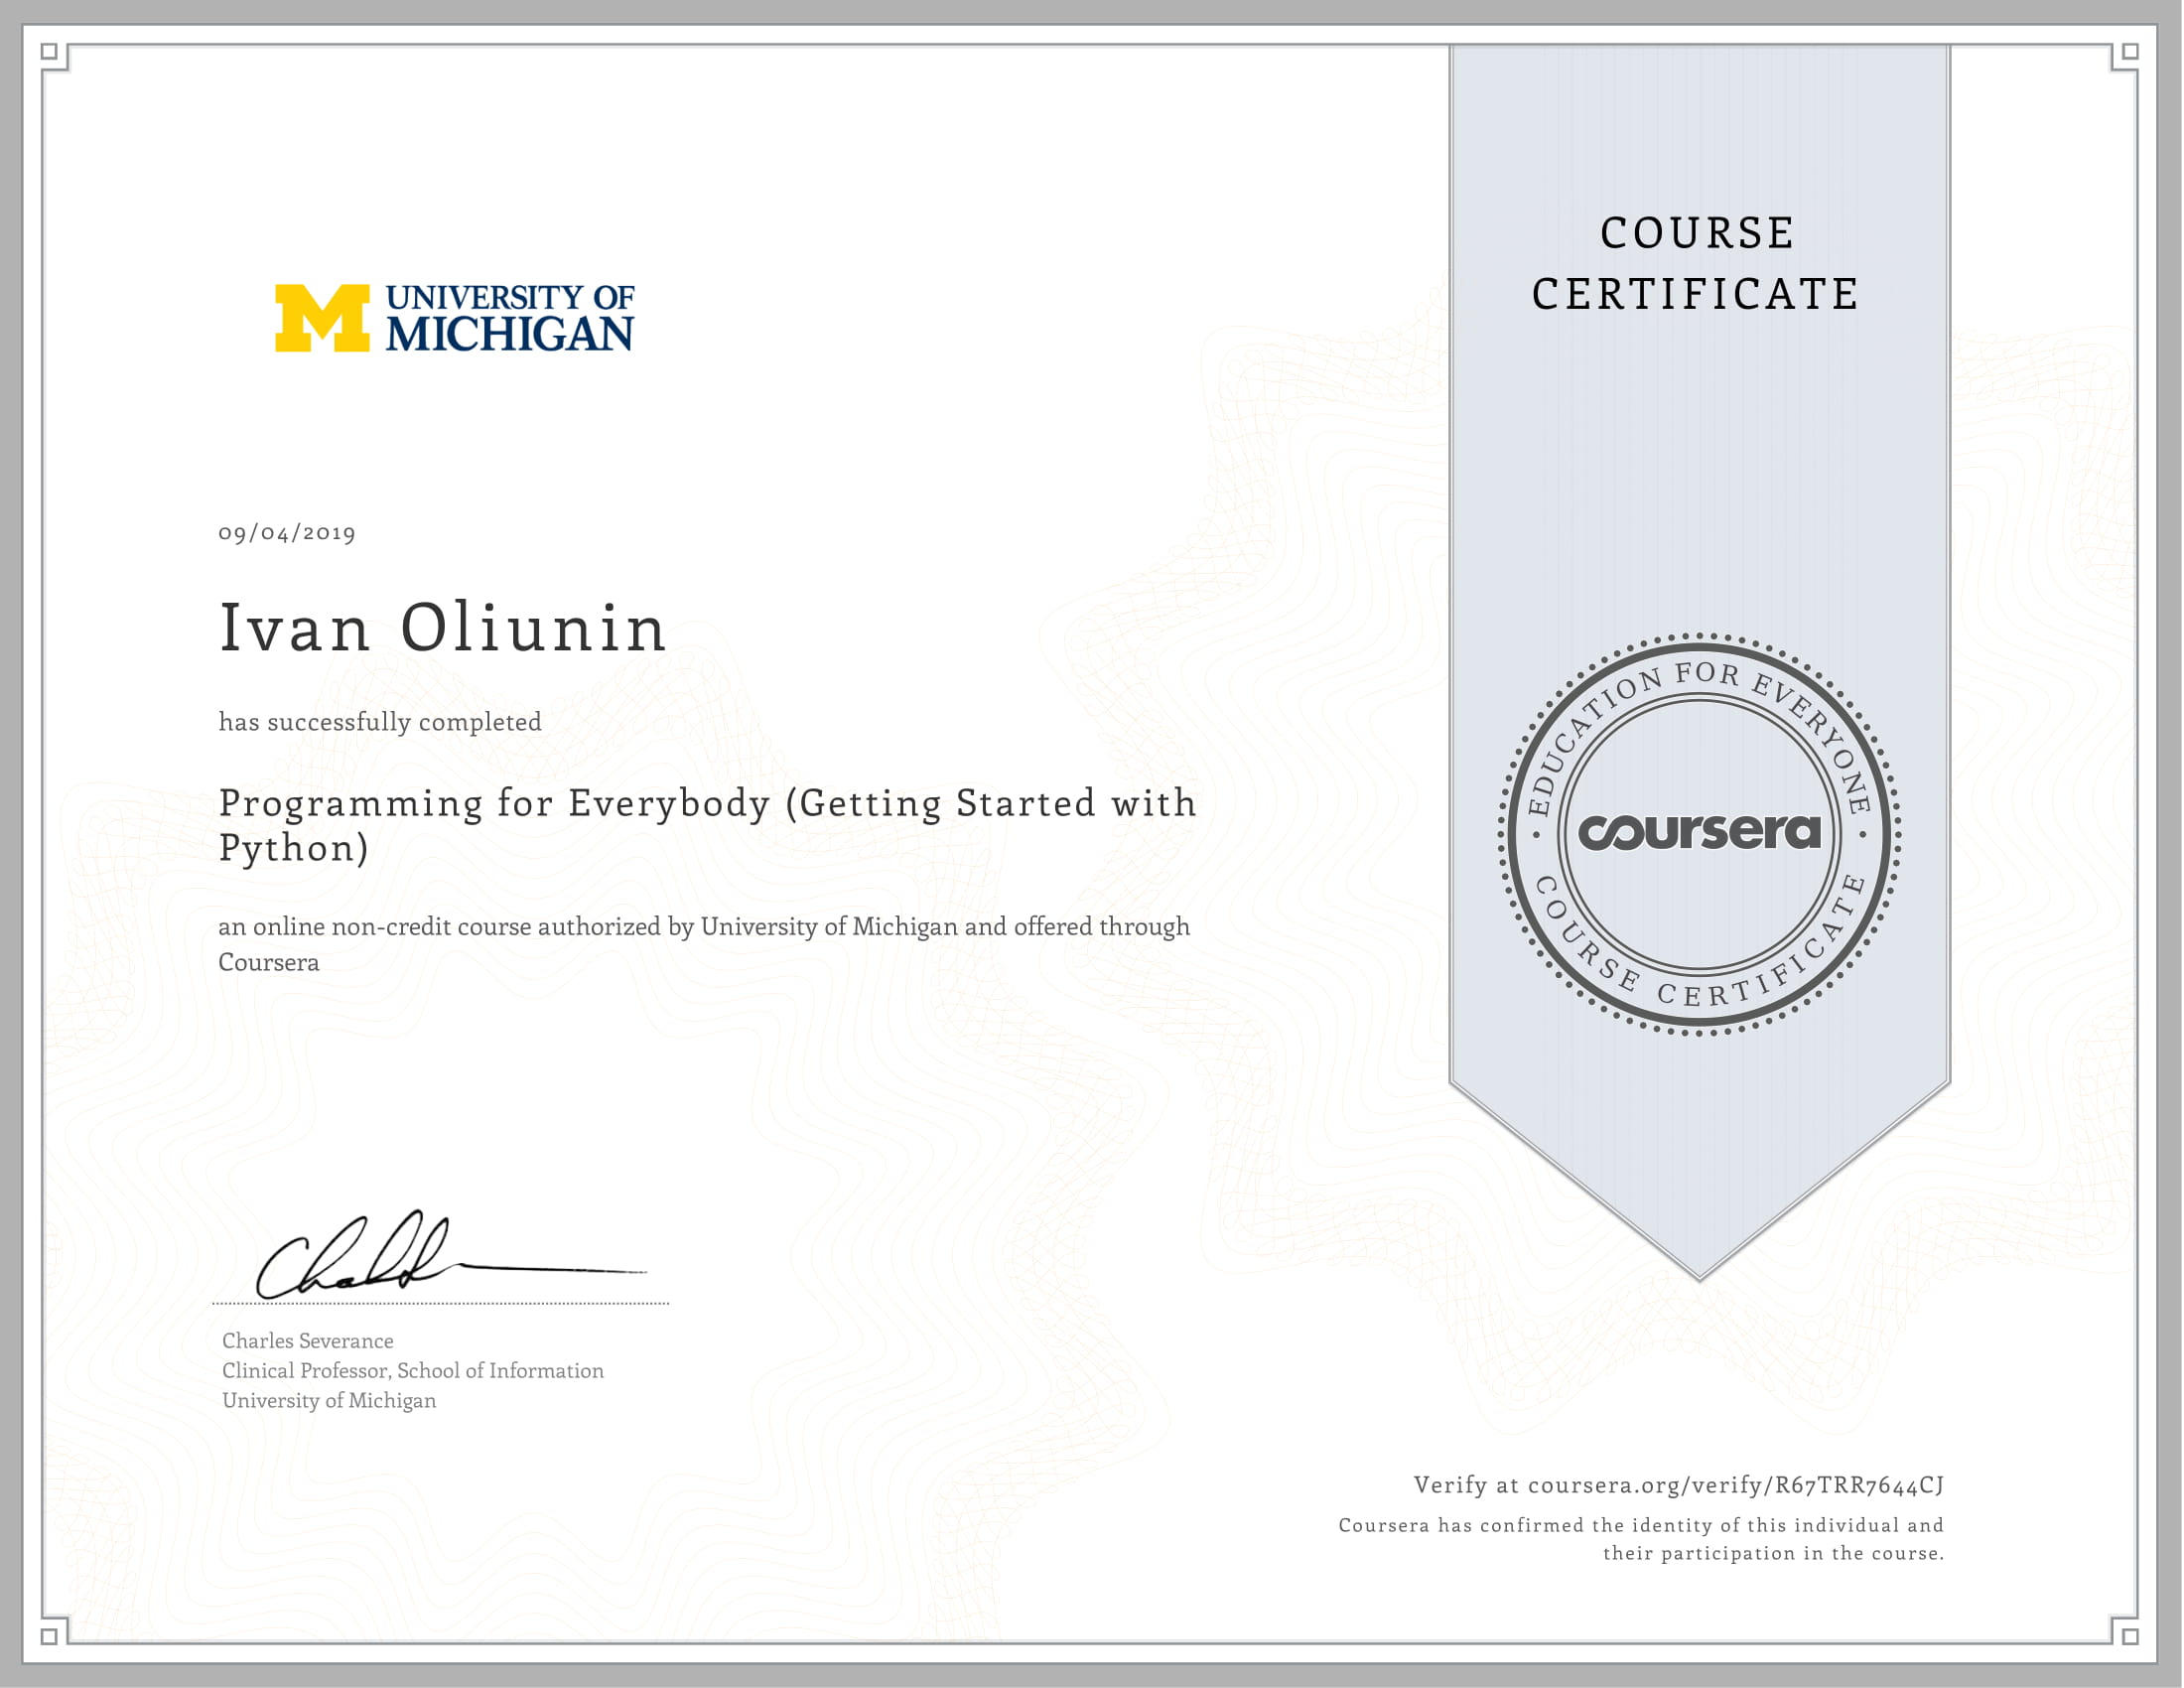 UNIVERSITY OF
MICHIGAN
COURSE
CERTIFICATE
09/04/2019
Ivan Oliunin
has successfully completed
Programming for Everybody (Getting Started with
Python)
an online non-credit course authorized by University of Michigan and offered through
Coursera
EDUCATION FOR EVERYONE
coursera
COURSE CERTIFICATE
Charles Severance
Clinical Professor, School of Information
University of Michigan
Verify at coursera.org/verify/R67TRR7644CJ
Coursera has confirmed the identity of this individual and
their participation in the course.